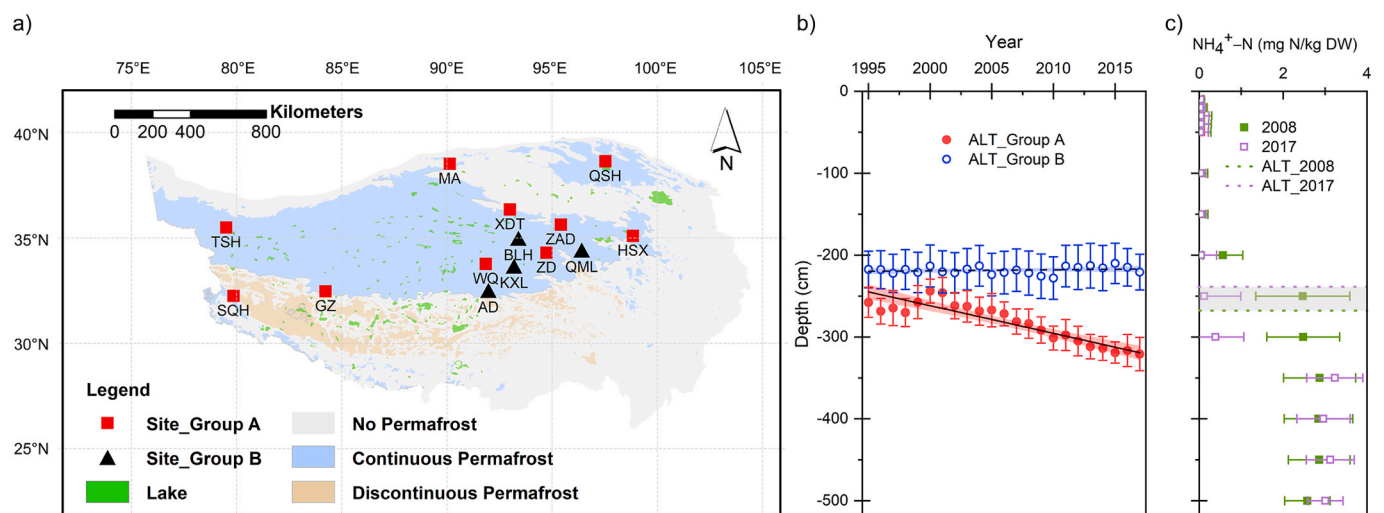 a)
75°E 80°E 85°E 90°E 95°E 100°E 105°E
40°N
35°N
30°N
25°N
Kilometers
0 200 400 800
N
MA
QSH
XDT
TSH
BLH
ZAD
HSX
WQ
ZD
QML
KXL
SQH
GZ
AD
Legend
Site_Group A
No Permafrost
Site_Group B
Continuous Permafrost
Lake
Discontinuous Permafrost
b)
Year
1995 2000 2005 2010 2015
Depth (cm)
0
-100
-200
-300
-400
-500
ALT_Group A
ALT_Group B
c)
NH₄⁺–N (mg N/kg DW)
0 2 4
2008
2017
ALT_2008
ALT_2017